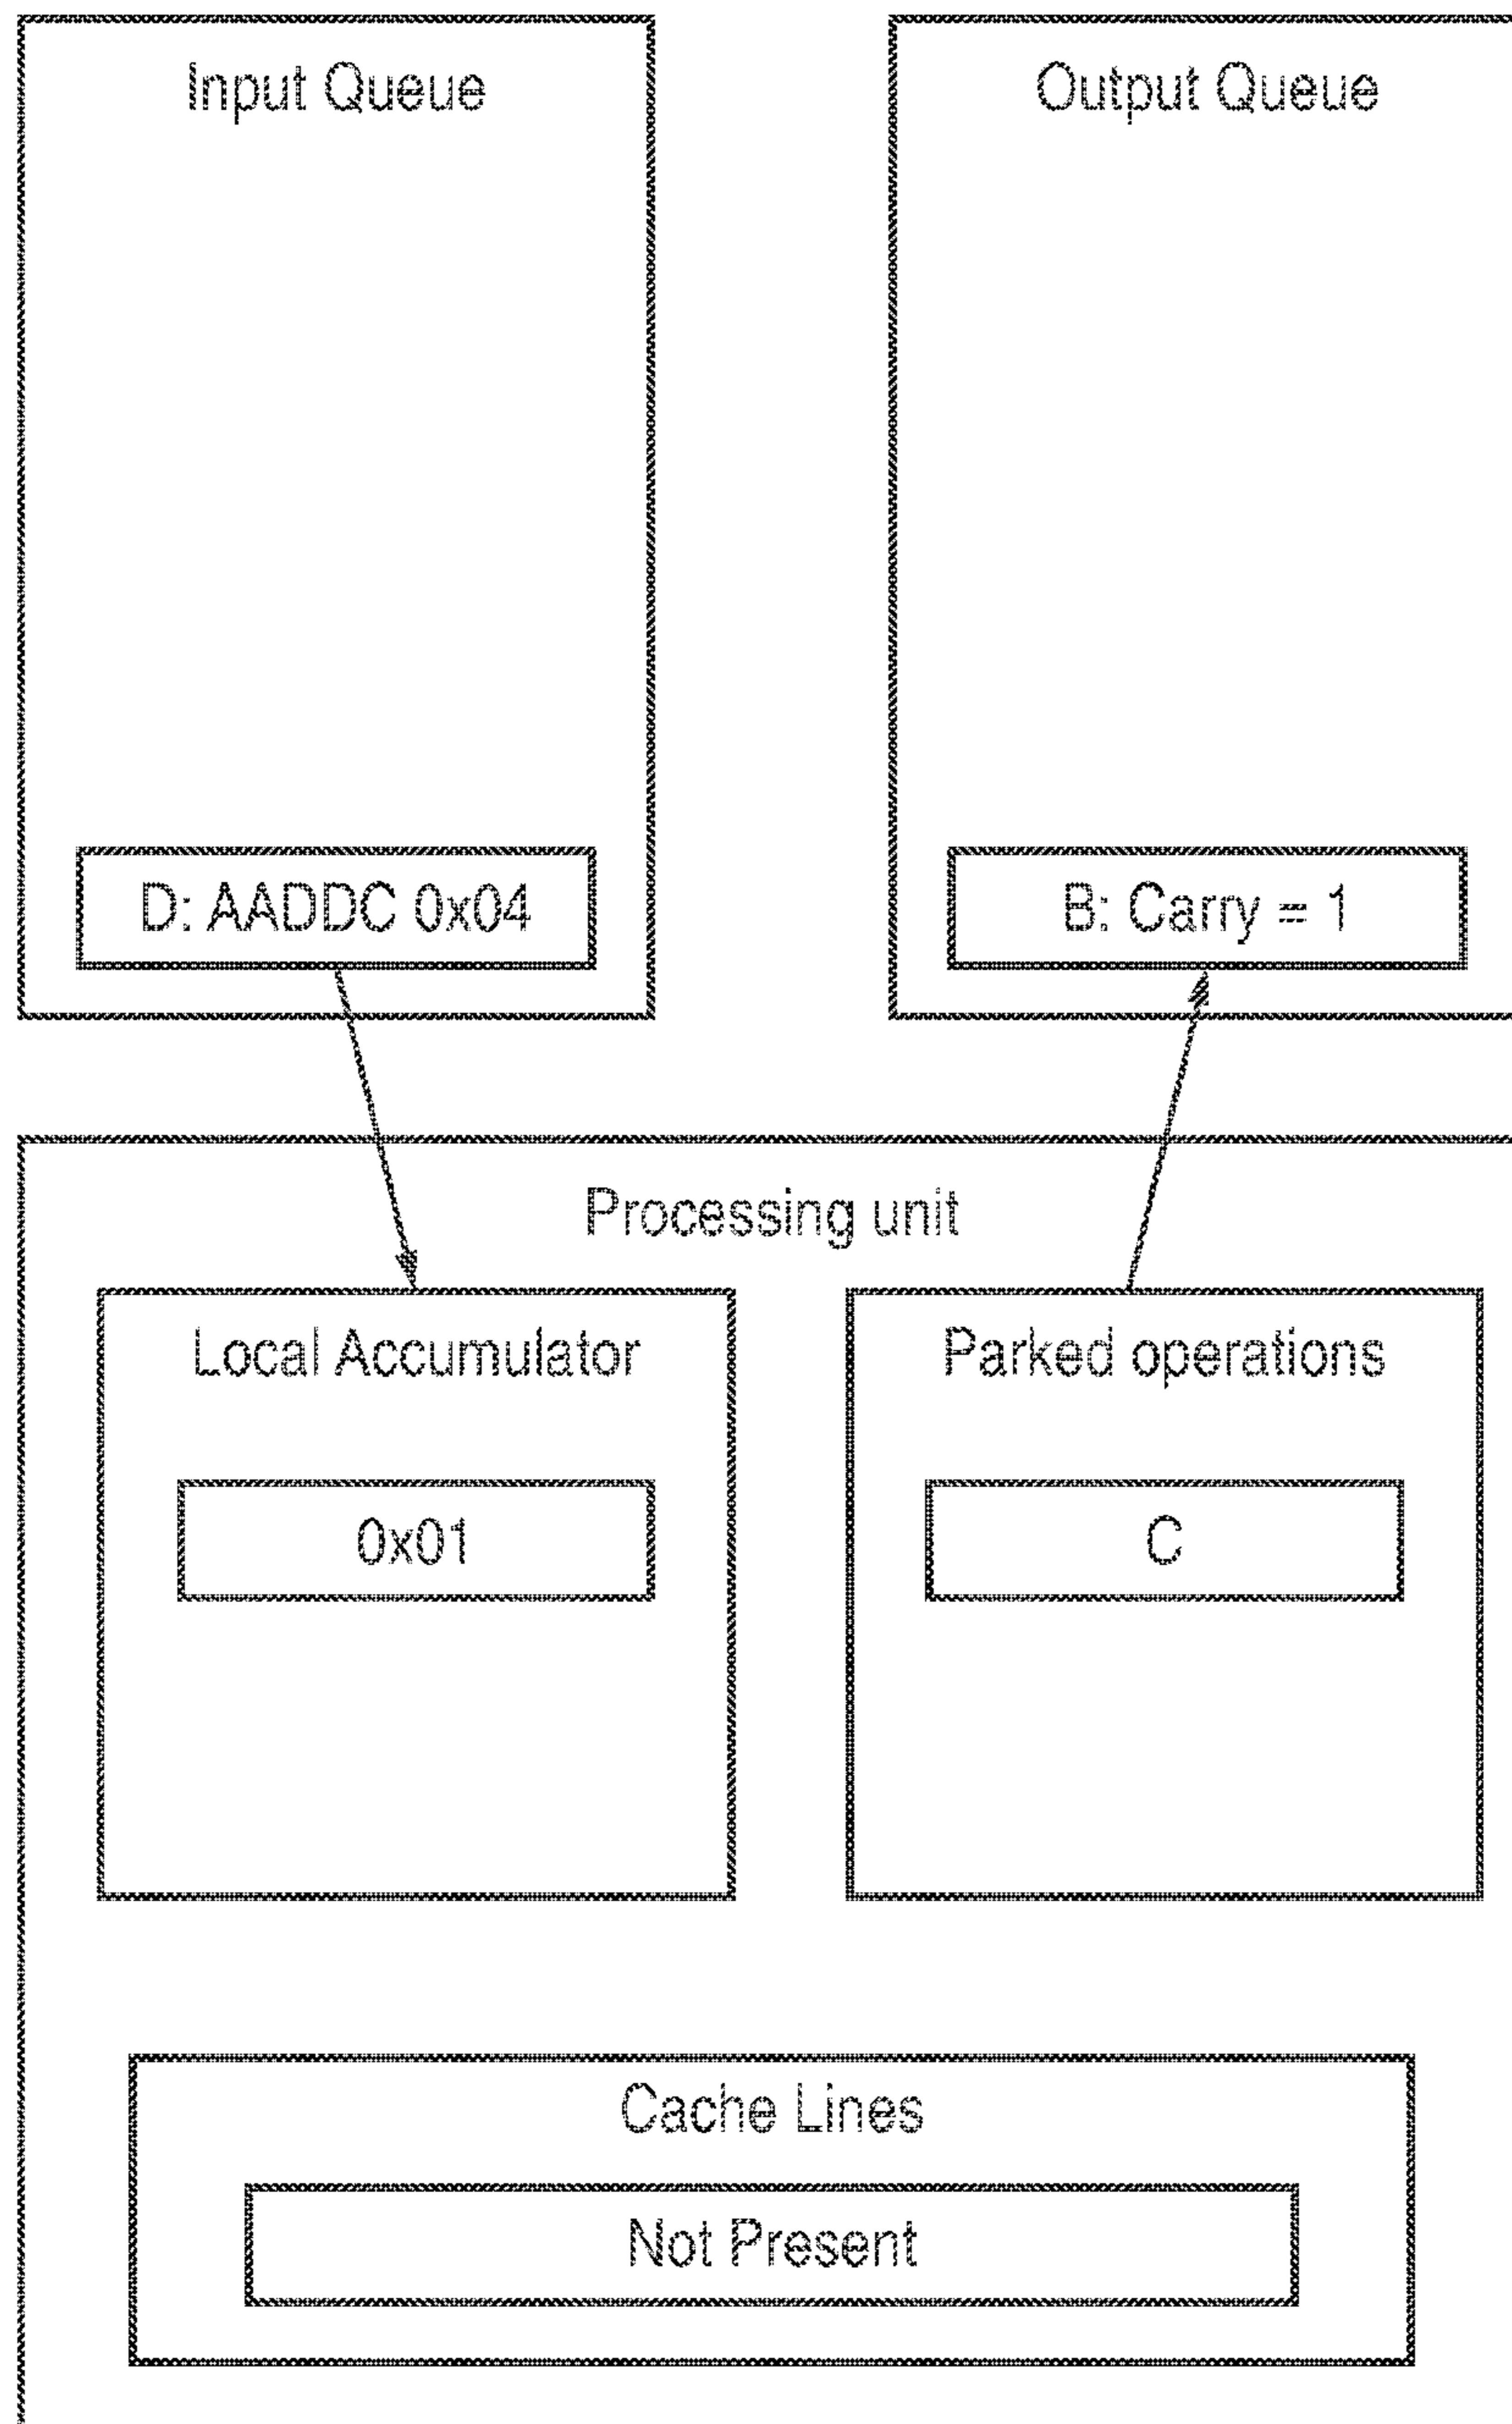 Input Queue
Output Queue
D: AADDC 0x04
B: Carry = 1
Processing unit
Local Accumulator
Parked operations
0x01
C
Cache Lines
Not Present